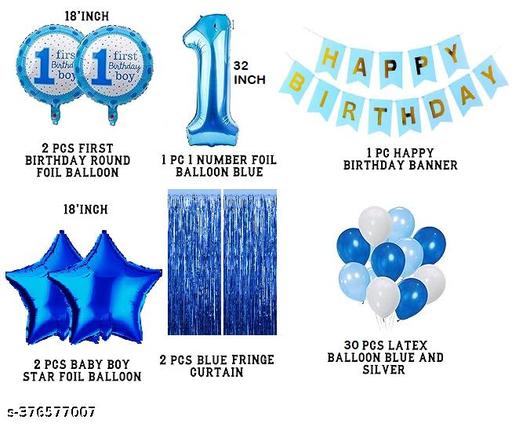 18'INCH
1 first
Birthday
boy
1 first
Birthday
boy
32
INCH
HAPPY
BIRTHDAY
2 PCS FIRST
BIRTHDAY ROUND
FOIL BALLOON
1 PC 1 NUMBER FOIL
BALLOON BLUE
1 PC HAPPY
BIRTHDAY BANNER
18'INCH
2 PCS BABY BOY
STAR FOIL BALLOON
2 PCS BLUE FRINGE
CURTAIN
30 PCS LATEX
BALLOON BLUE AND
SILVER
s-376577007